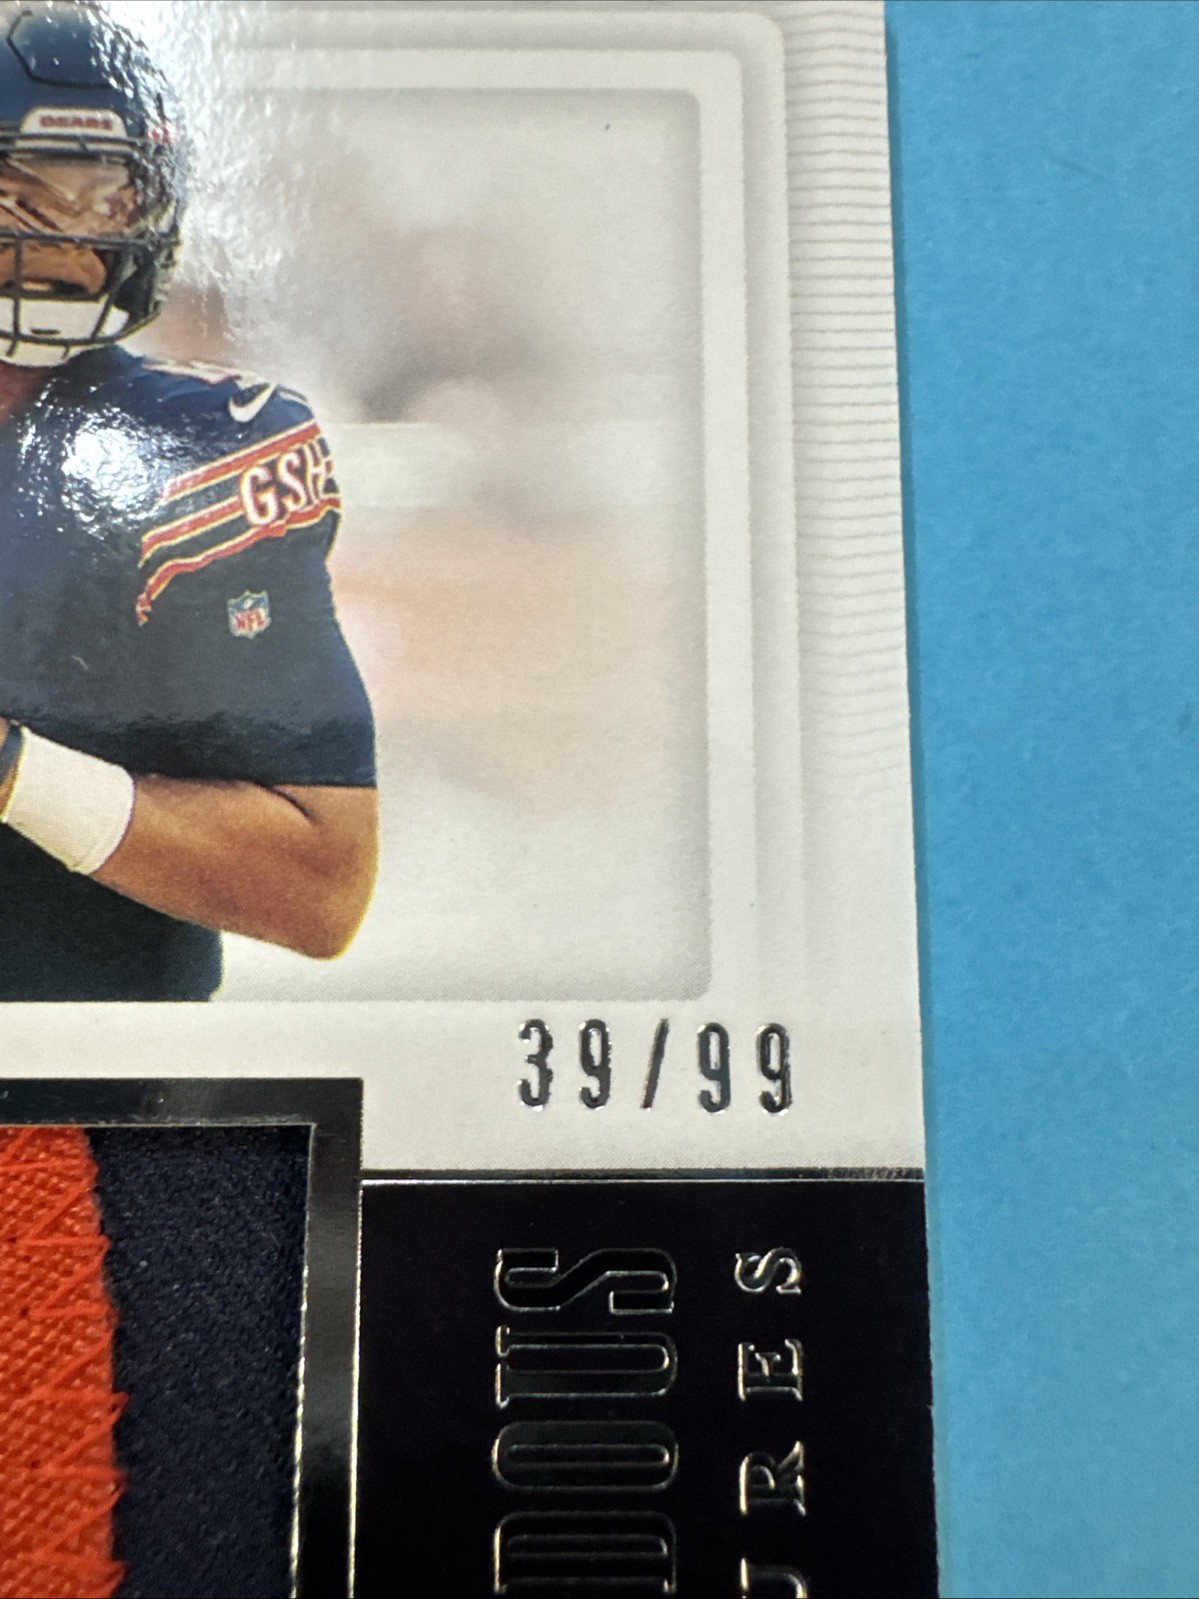 BEARS
GSH
NFL
39/99
DOUS
URES